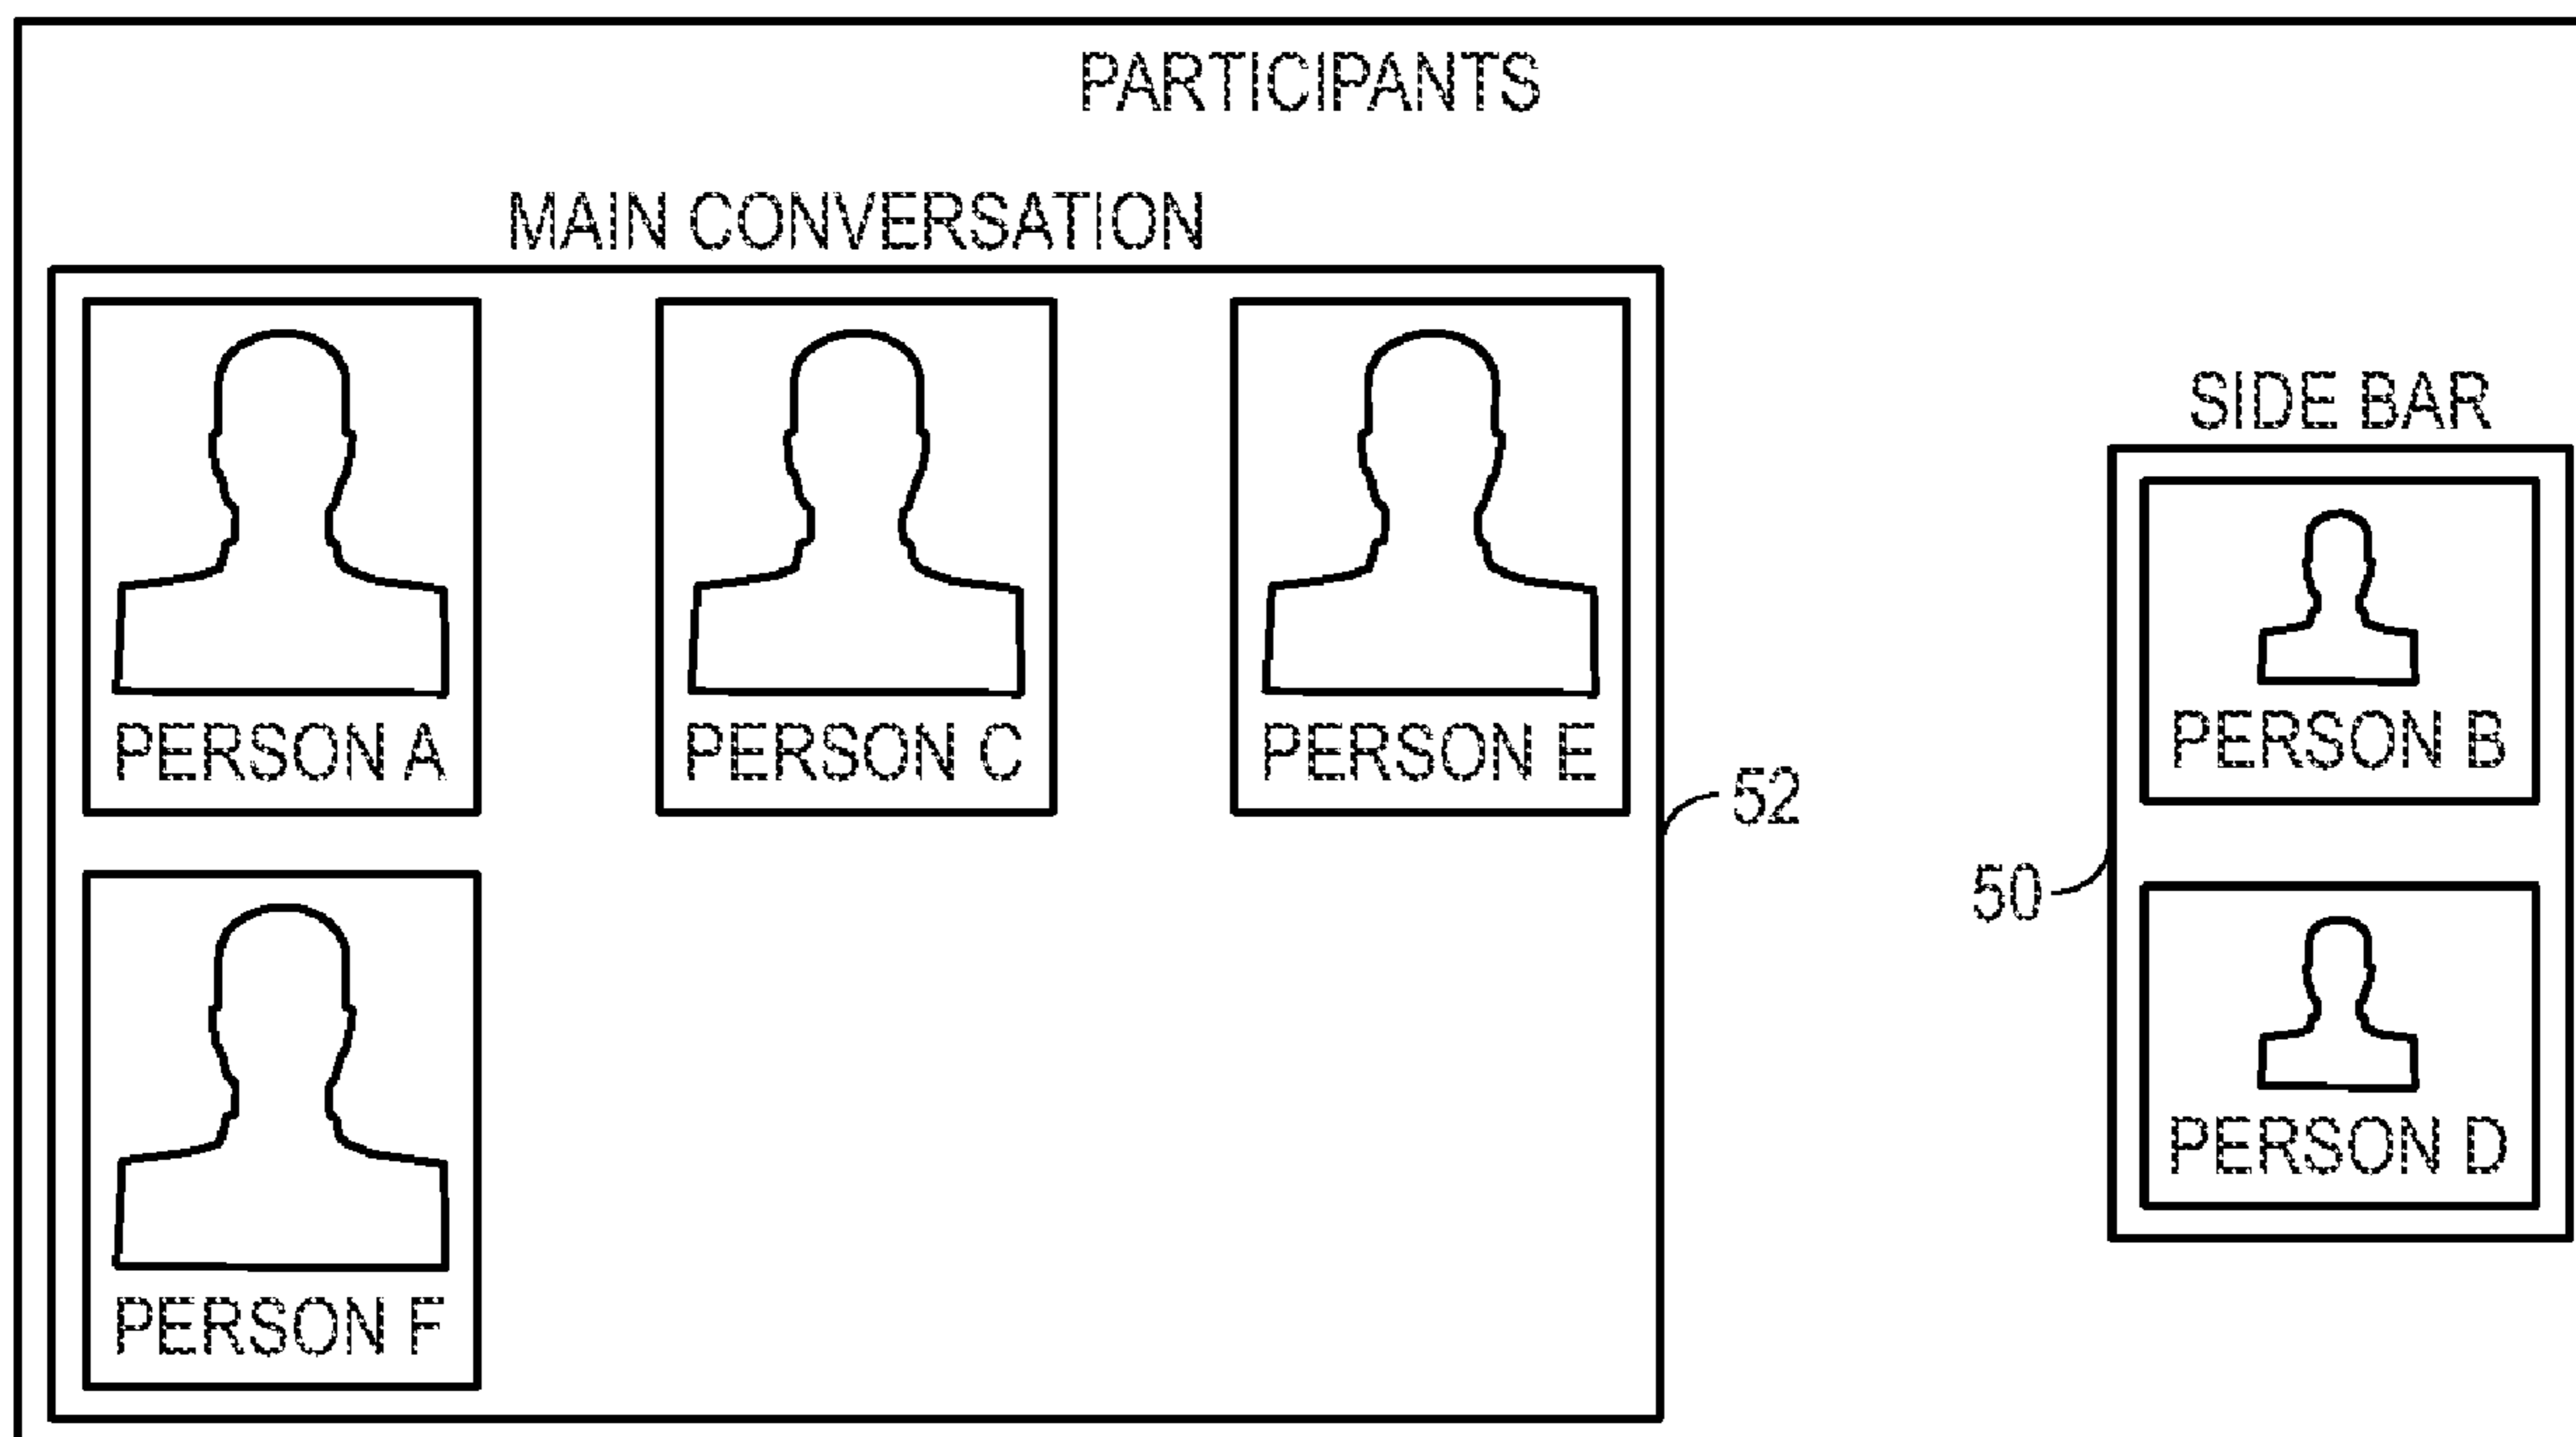 PARTICIPANTS
MAIN CONVERSATION
PERSON A
PERSON C
PERSON E
PERSON F
52
SIDE BAR
PERSON B
50
PERSON D